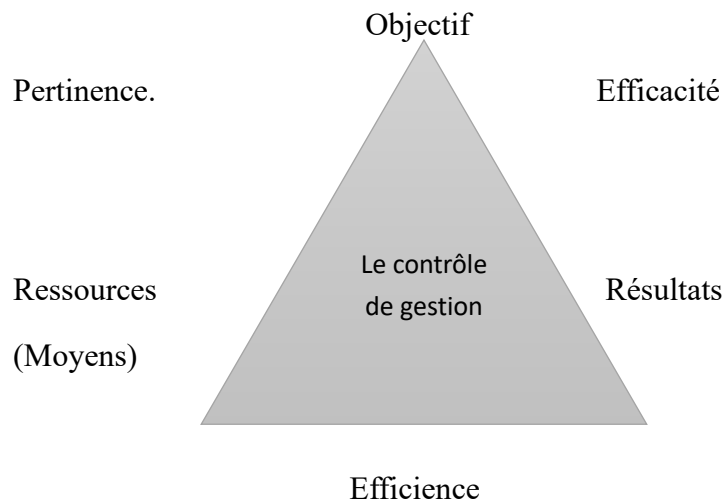 Objectif
Pertinence.
Efficacité
Le contrôle
de gestion
Ressources
(Moyens)
Résultats
Efficience